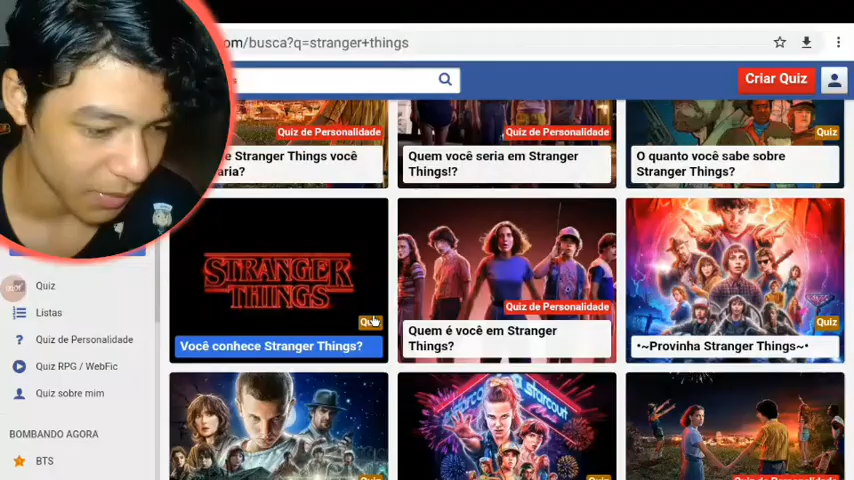 om/busca?q=stranger+things
s
Criar Quiz
Quiz de Personalidade
e Stranger Things você
aria?
Quiz de Personalidade
Quem você seria em Stranger
Things!?
Quiz
O quanto você sabe sobre
Stranger Things?
STRANGER
THINGS
Você conhece Stranger Things?
Quiz de Personalidade
Quem é você em Stranger
Things?
Quiz
•~Provinha Stranger Things~•
Quiz
Listas
Quiz de Personalidade
Quiz RPG / WebFic
Quiz sobre mim
BOMBANDO AGORA
BTS
starcourt